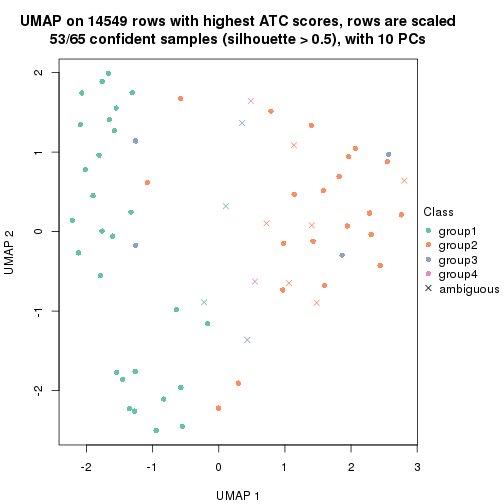 UMAP on 14549 rows with highest ATC scores, rows are scaled
53/65 confident samples (silhouette > 0.5), with 10 PCs
2
1
0
-1
-2
UMAP 2
-2 -1 0 1 2 3
UMAP 1
Class
group1
group2
group3
group4
ambiguous